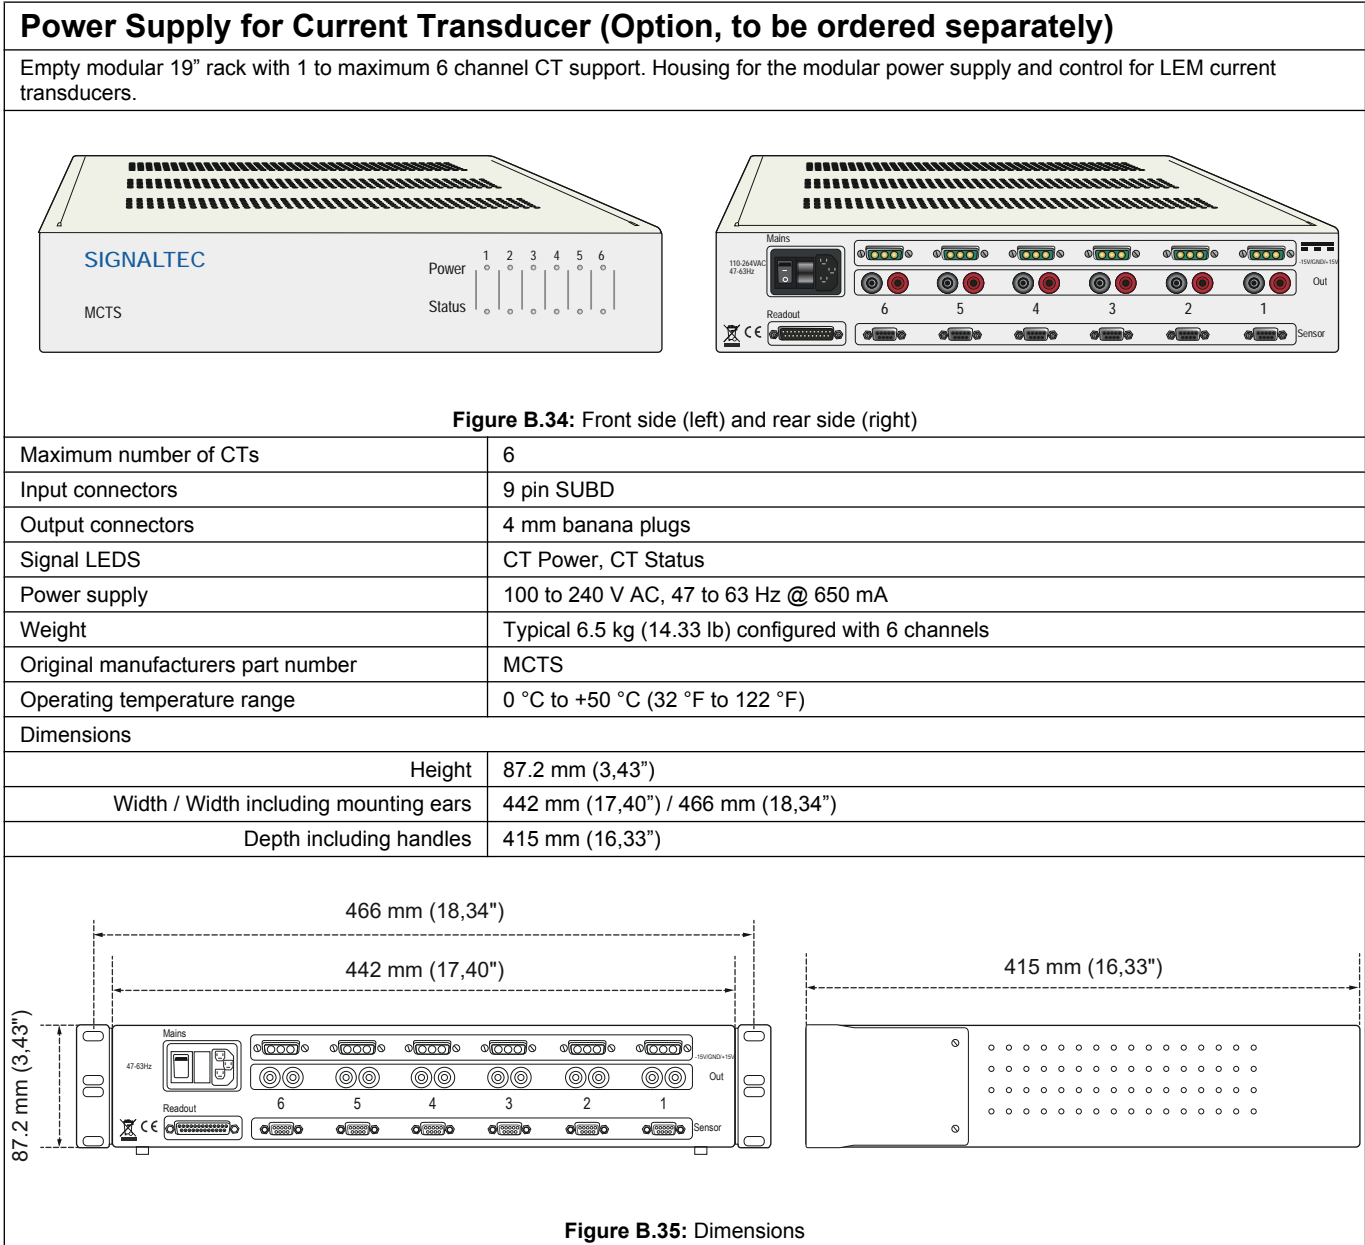 Power Supply for Current Transducer (Option, to be ordered separately)
Empty modular 19” rack with 1 to maximum 6 channel CT support. Housing for the modular power supply and control for LEM current
transducers.
SIGNALTEC
MCTS
1 2 3 4 5 6
Power
Status
Mains
110-264VAC
47-63Hz
-15V/GND/+15V
Out
6 5 4 3 2 1
Readout
CE
Sensor
Figure B.34: Front side (left) and rear side (right)
Maximum number of CTs 6
Input connectors 9 pin SUBD
Output connectors 4 mm banana plugs
Signal LEDS CT Power, CT Status
Power supply 100 to 240 V AC, 47 to 63 Hz @ 650 mA
Weight Typical 6.5 kg (14.33 lb) configured with 6 channels
Original manufacturers part number MCTS
Operating temperature range 0 °C to +50 °C (32 °F to 122 °F)
Dimensions
Height 87.2 mm (3,43”)
Width / Width including mounting ears 442 mm (17,40”) / 466 mm (18,34”)
Depth including handles 415 mm (16,33”)
466 mm (18,34")
442 mm (17,40")
415 mm (16,33")
87.2 mm (3,43")
Mains
47-63Hz
-15V/GND/+15V
Out
6 5 4 3 2 1
Readout
CE
Sensor
Figure B.35: Dimensions